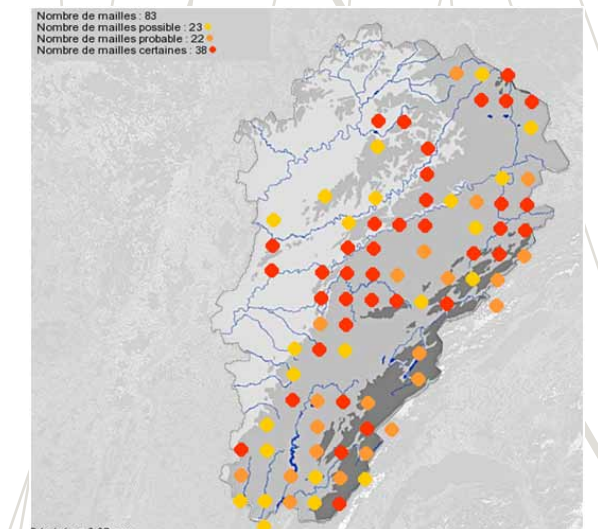 Nombre de mailles : 83
Nombre de mailles possible : 23
Nombre de mailles probable : 22
Nombre de mailles certaines : 38